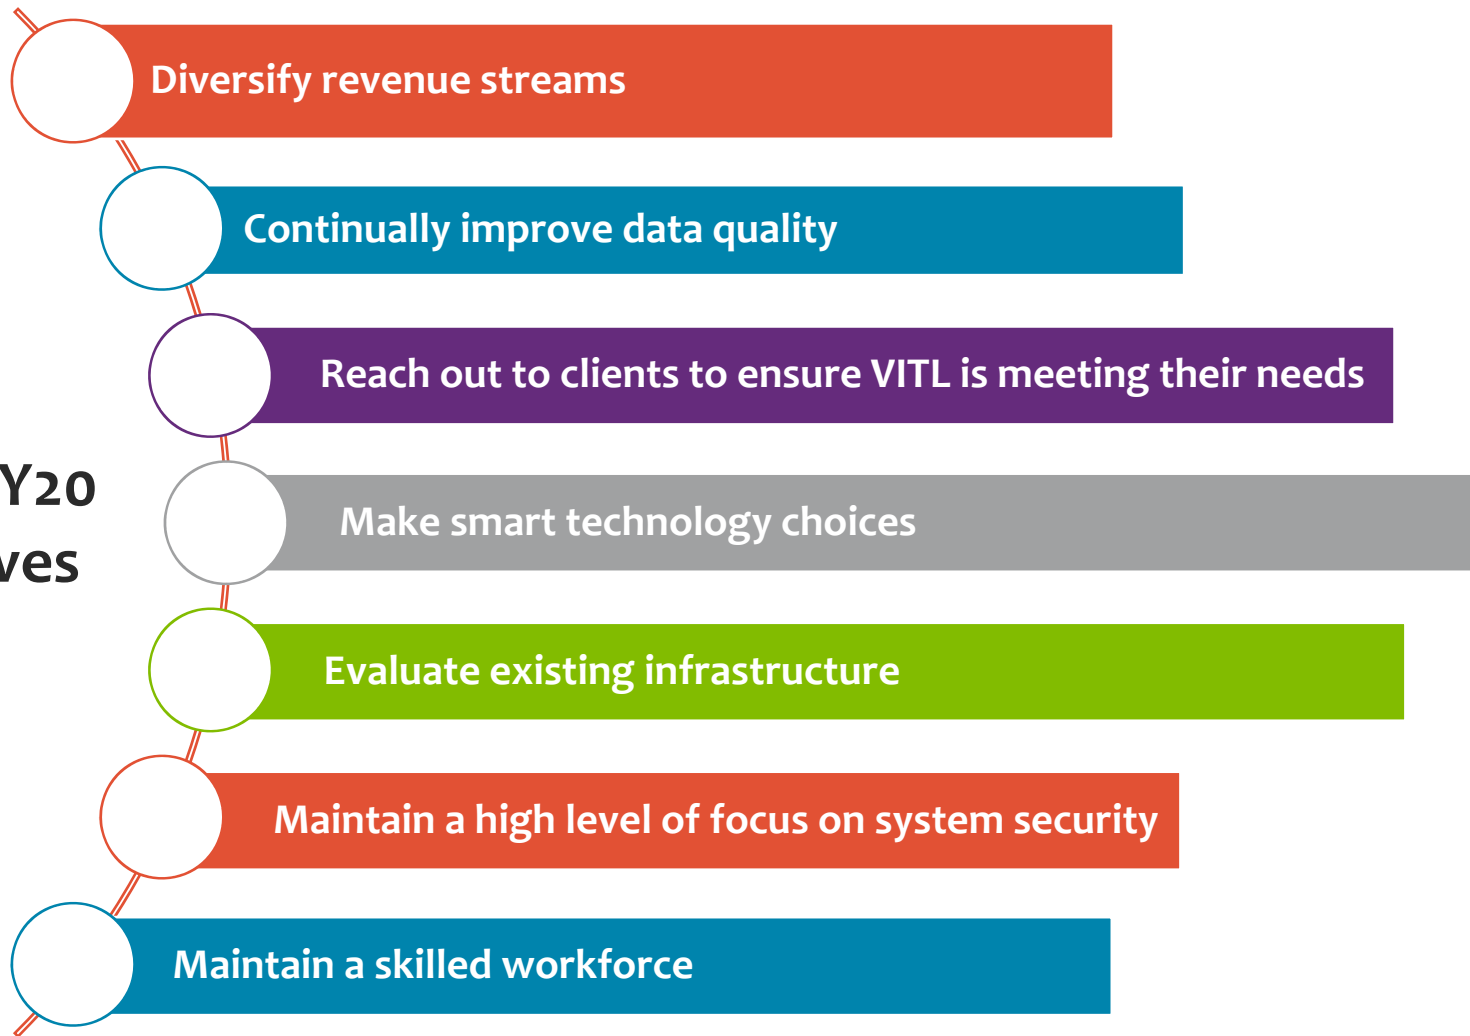 Diversify revenue streams
Continually improve data quality
Reach out to clients to ensure VITL is meeting their needs
Y20
Make smart technology choices
ves
Evaluate existing infrastructure
Maintain a high level of focus on system security
Maintain a skilled workforce